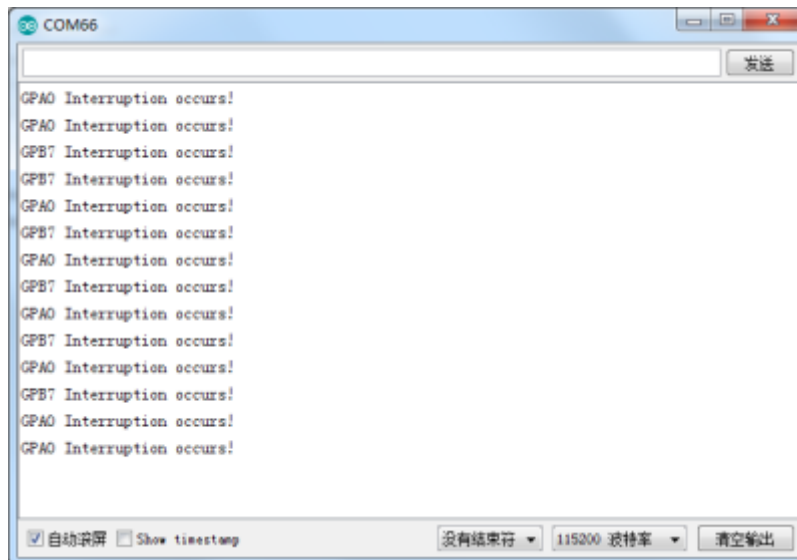 COM66
发送
GPA0 Interruption occurs!
GPA0 Interruption occurs!
GPB7 Interruption occurs!
GPB7 Interruption occurs!
GPA0 Interruption occurs!
GPB7 Interruption occurs!
GPA0 Interruption occurs!
GPB7 Interruption occurs!
GPA0 Interruption occurs!
GPB7 Interruption occurs!
GPA0 Interruption occurs!
GPB7 Interruption occurs!
GPA0 Interruption occurs!
GPA0 Interruption occurs!
自动滚屏 Show timestamp 没有结束符 115200 波特率 清空输出